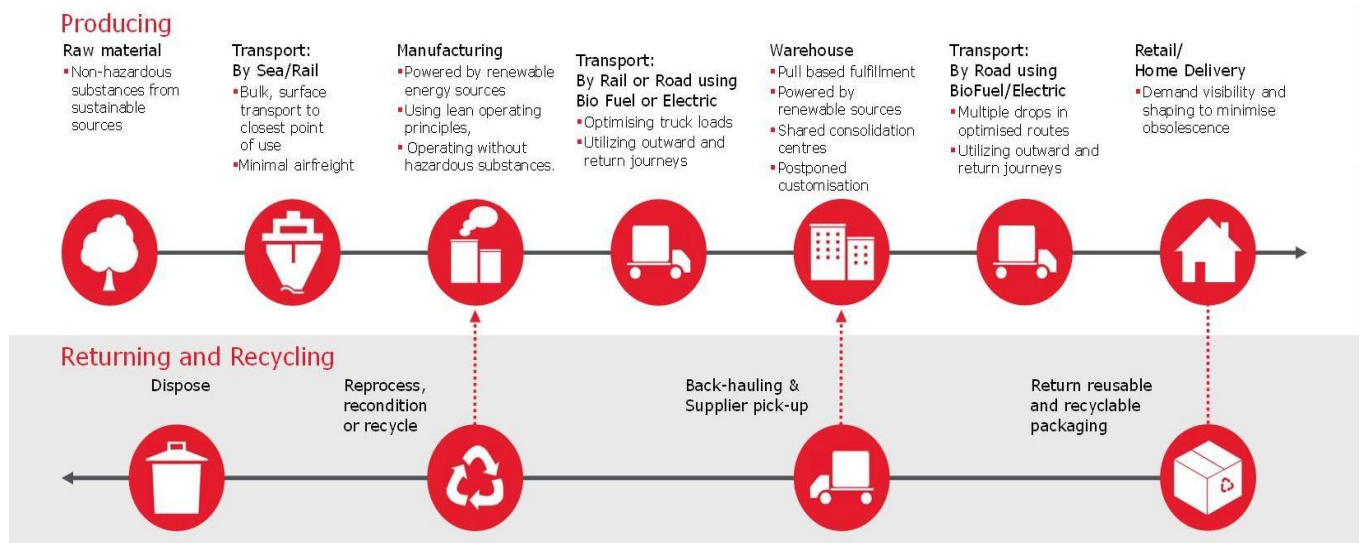 Producing
Raw material
▪Non-hazardous
substances from
sustainable
sources
Transport:
By Sea/Rail
▪Bulk, surface
transport to
closest point
of use
▪Minimal airfreight
Manufacturing
▪Powered by renewable
energy sources
▪Using lean operating
principles,
▪Operating without
hazardous substances.
Transport:
By Rail or Road using
Bio Fuel or Electric
▪Optimising truck loads
▪Utilizing outward and
return journeys
Warehouse
▪Pull based fulfillment
▪Powered by
renewable sources
▪Shared consolidation
centres
▪Postponed
customisation
Transport:
By Road using
BioFuel/Electric
▪Multiple drops in
optimised routes
▪Utilizing outward and
return journeys
Retail/
Home Delivery
▪Demand visibility and
shaping to minimise
obsolescence
Returning and Recycling
Dispose
Reprocess,
recondition
or recycle
Back-hauling &
Supplier pick-up
Return reusable
and recyclable
packaging